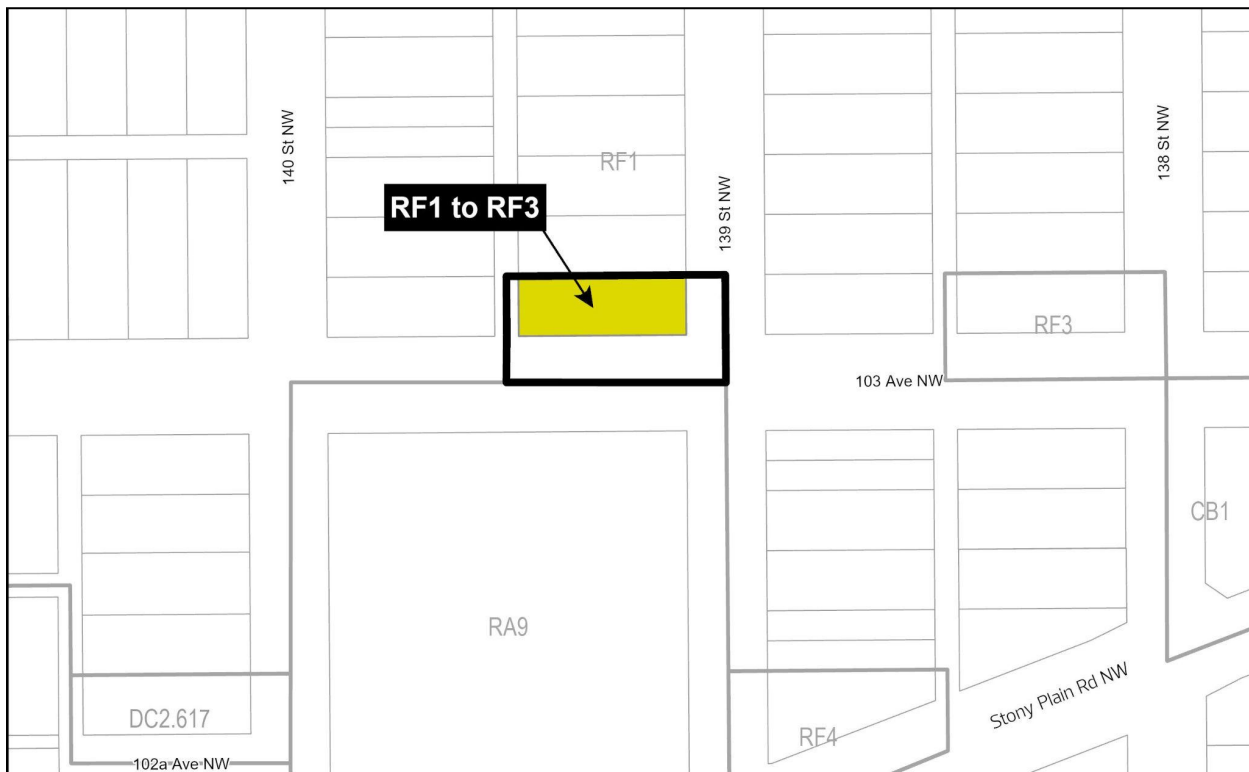 140 St NW
RF1
138 St NW
RF1 to RF3
139 St NW
RF3
103 Ave NW
CB1
RA9
Stony Plain Rd NW
DC2.617
RF4
102a Ave NW